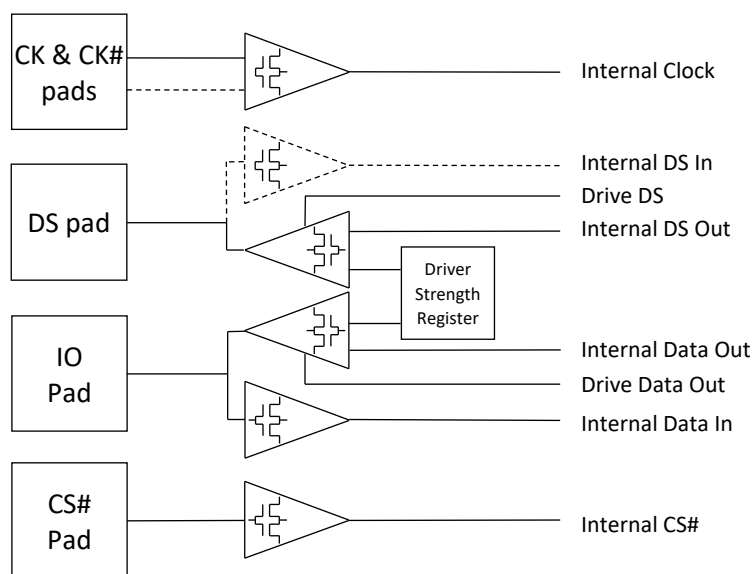 CK & CK#
pads
Internal Clock
Internal DS In
Drive DS
DS pad
Internal DS Out
Driver
Strength
Register
IO
Pad
Internal Data Out
Drive Data Out
Internal Data In
CS#
Pad
Internal CS#